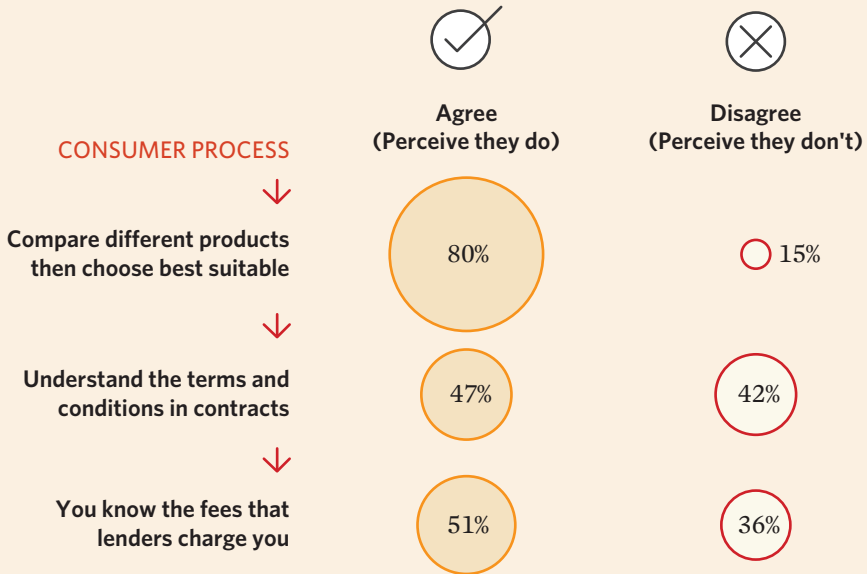 Agree
(Perceive they do)
Disagree
(Perceive they don't)
CONSUMER PROCESS
Compare different products
then choose best suitable
80%
15%
Understand the terms and
conditions in contracts
47%
42%
You know the fees that
lenders charge you
51%
36%